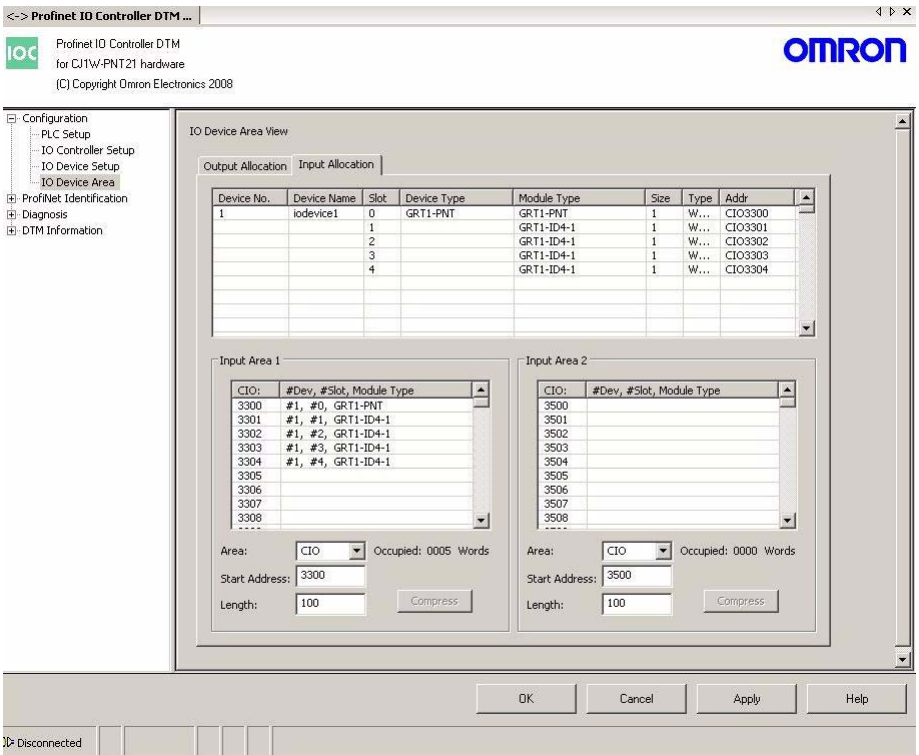 <-> Profinet IO Controller DTM ...
IOC
Profinet IO Controller DTM
for CJ1W-PNT21 hardware
(C) Copyright Omron Electronics 2008
OMRON
Configuration
PLC Setup
IO Controller Setup
IO Device Setup
IO Device Area
ProfiNet Identification
Diagnosis
DTM Information
IO Device Area View
Output Allocation Input Allocation
Device No. Device Name Slot Device Type Module Type Size Type Addr
1 iodevice1 0 GRT1-PNT GRT1-PNT 1 W... CIO3300
1 GRT1-ID4-1 1 W... CIO3301
2 GRT1-ID4-1 1 W... CIO3302
3 GRT1-ID4-1 1 W... CIO3303
4 GRT1-ID4-1 1 W... CIO3304
Input Area 1
CIO: #Dev, #Slot, Module Type
3300 #1, #0, GRT1-PNT
3301 #1, #1, GRT1-ID4-1
3302 #1, #2, GRT1-ID4-1
3303 #1, #3, GRT1-ID4-1
3304 #1, #4, GRT1-ID4-1
3305
3306
3307
3308
Area: CIO Occupied: 0005 Words
Start Address: 3300
Length: 100 Compress
Input Area 2
CIO: #Dev, #Slot, Module Type
3500
3501
3502
3503
3504
3505
3506
3507
3508
Area: CIO Occupied: 0000 Words
Start Address: 3500
Length: 100 Compress
OK Cancel Apply Help
Disconnected